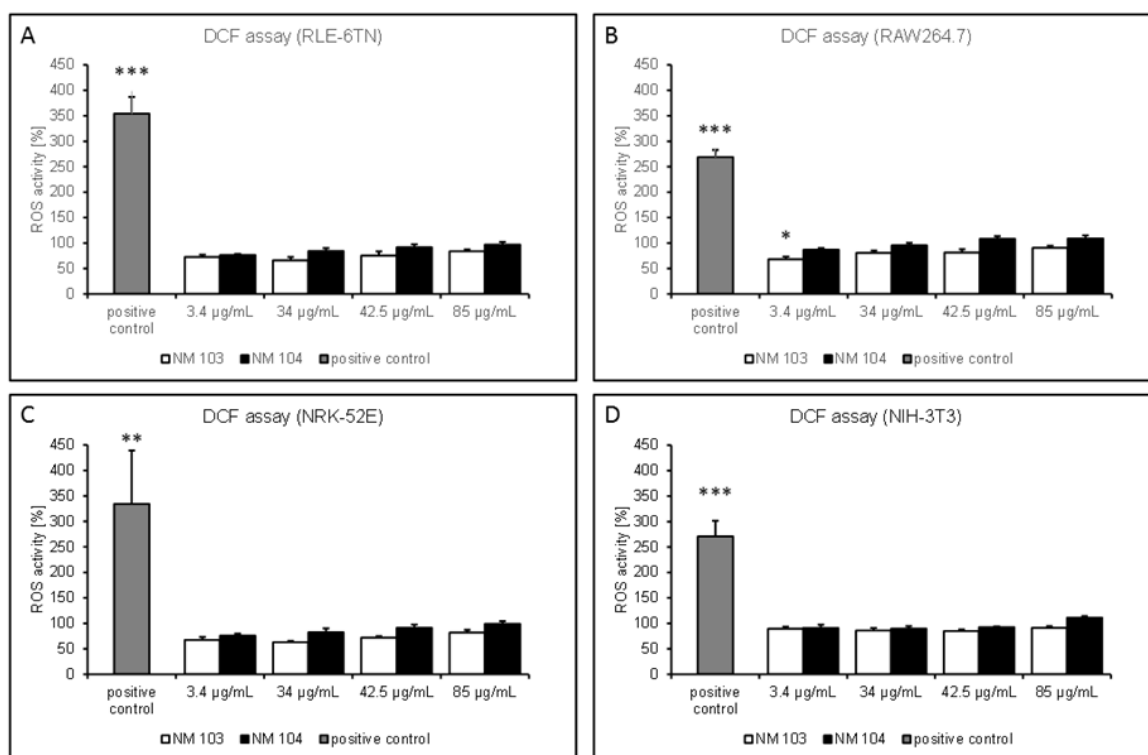 A
DCF assay (RLE-6TN)
ROS activity [%]
450
400
350
300
250
200
150
100
50
0
***
positive control
3.4 µg/mL
34 µg/mL
42.5 µg/mL
85 µg/mL
NM 103 NM 104 positive control
B
DCF assay (RAW264.7)
ROS activity [%]
450
400
350
300
250
200
150
100
50
0
***
*
positive control
3.4 µg/mL
34 µg/mL
42.5 µg/mL
85 µg/mL
NM 103 NM 104 positive control
C
DCF assay (NRK-52E)
ROS activity [%]
450
400
350
300
250
200
150
100
50
0
**
positive control
3.4 µg/mL
34 µg/mL
42.5 µg/mL
85 µg/mL
NM 103 NM 104 positive control
D
DCF assay (NIH-3T3)
ROS activity [%]
450
400
350
300
250
200
150
100
50
0
***
positive control
3.4 µg/mL
34 µg/mL
42.5 µg/mL
85 µg/mL
NM 103 NM 104 positive control